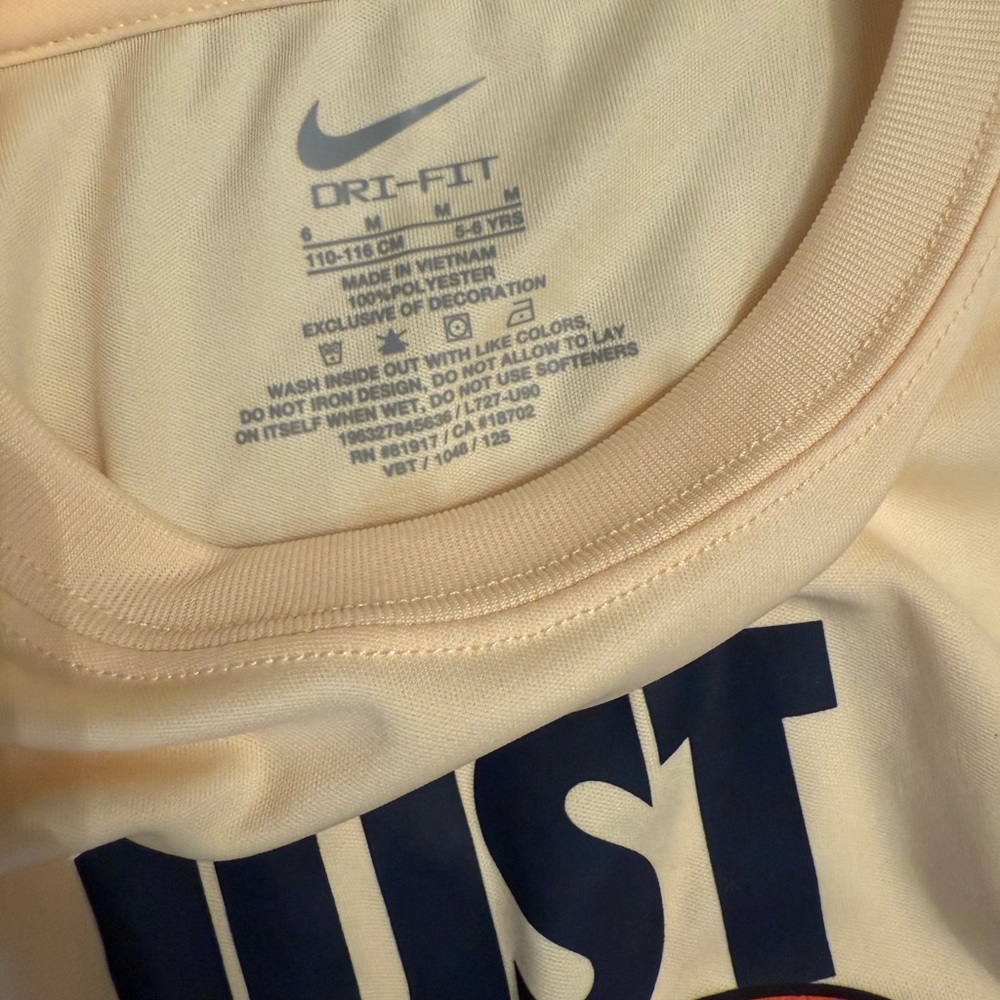 DRI-FIT
6 M M M
110-116 CM 5-6 YRS
MADE IN VIETNAM
100%POLYESTER
EXCLUSIVE OF DECORATION
WASH INSIDE OUT WITH LIKE COLORS,
DO NOT IRON DESIGN, DO NOT ALLOW TO LAY
ON ITSELF WHEN WET, DO NOT USE SOFTENERS
196327845636 / L727-U90
RN #81917 / CA #18702
VBT / 1048 / 125
JUST